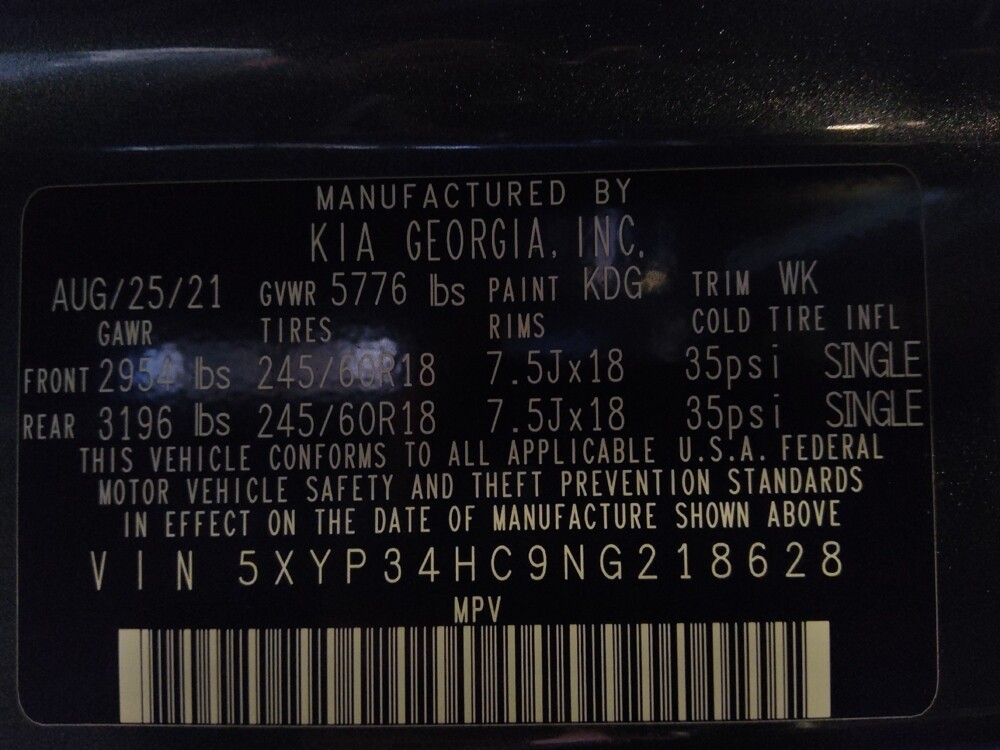 MANUFACTURED BY
KIA GEORGIA, INC.
AUG/25/21 GVWR 5776 lbs PAINT KDG TRIM WK
GAWR TIRES RIMS COLD TIRE INFL
FRONT 2954 lbs 245/60R18 7.5Jx18 35psi SINGLE
REAR 3196 lbs 245/60R18 7.5Jx18 35psi SINGLE
THIS VEHICLE CONFORMS TO ALL APPLICABLE U.S.A. FEDERAL
MOTOR VEHICLE SAFETY AND THEFT PREVENTION STANDARDS
IN EFFECT ON THE DATE OF MANUFACTURE SHOWN ABOVE
VIN 5XYP34HC9NG218628
MPV